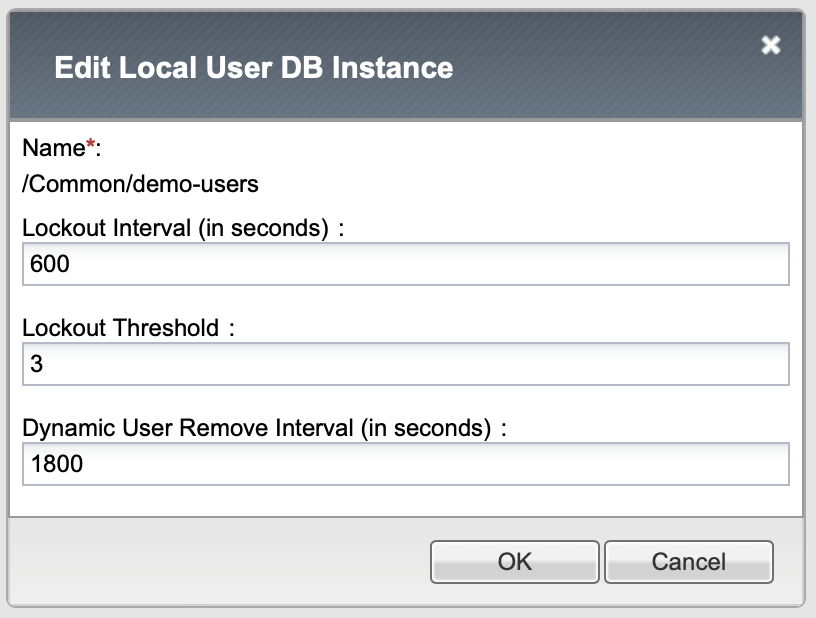 Edit Local User DB Instance
Name*:
/Common/demo-users
Lockout Interval (in seconds) :
600
Lockout Threshold :
3
Dynamic User Remove Interval (in seconds) :
1800
OK Cancel